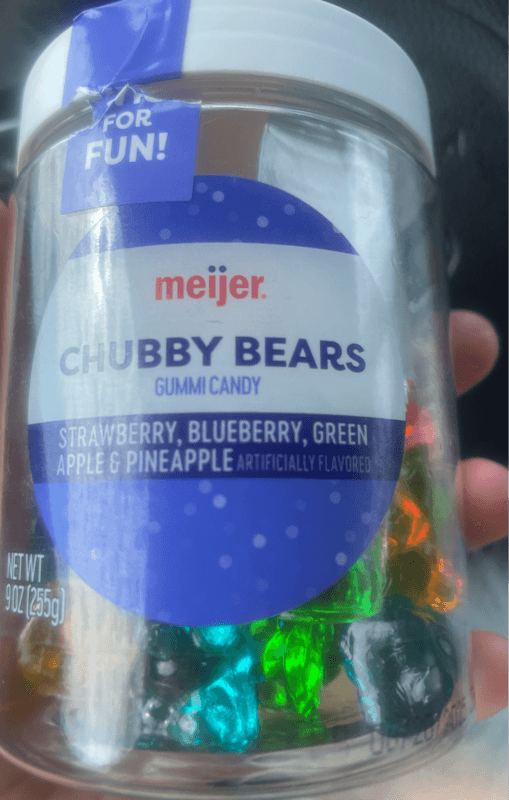 FOR
FUN!
meijer.
CHUBBY BEARS
GUMMI CANDY
STRAWBERRY, BLUEBERRY, GREEN
APPLE & PINEAPPLE ARTIFICIALLY FLAVORED
NET WT
9 OZ (255g)